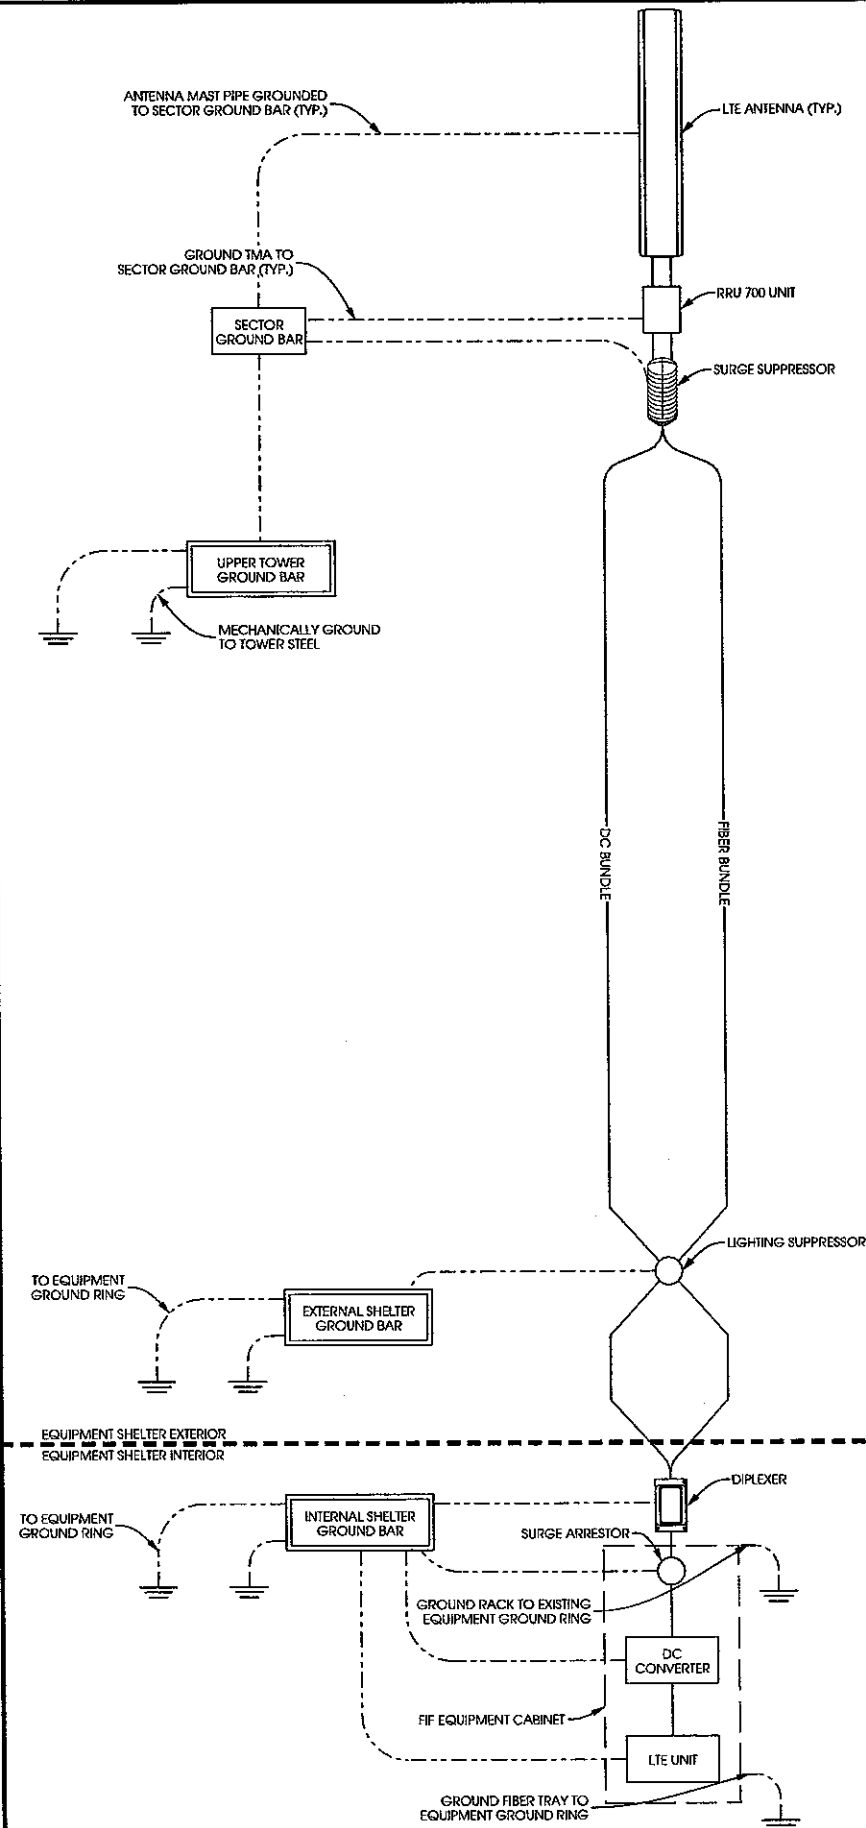 ANTENNA MAST PIPE GROUNDED
TO SECTOR GROUND BAR (TYP.)
LTE ANTENNA (TYP.)
GROUND TMA TO
SECTOR GROUND BAR (TYP.)
RRU 700 UNIT
SECTOR
GROUND BAR
SURGE SUPPRESSOR
UPPER TOWER
GROUND BAR
MECHANICALLY GROUND
TO TOWER STEEL
DC BUNDLE
FIBER BUNDLE
LIGHTING SUPPRESSOR
TO EQUIPMENT
GROUND RING
EXTERNAL SHELTER
GROUND BAR
EQUIPMENT SHELTER EXTERIOR
EQUIPMENT SHELTER INTERIOR
DIPLEXER
TO EQUIPMENT
GROUND RING
INTERNAL SHELTER
GROUND BAR
SURGE ARRESTOR
GROUND RACK TO EXISTING
EQUIPMENT GROUND RING
DC
CONVERTER
FIF EQUIPMENT CABINET
LTE UNIT
GROUND FIBER TRAY TO
EQUIPMENT GROUND RING